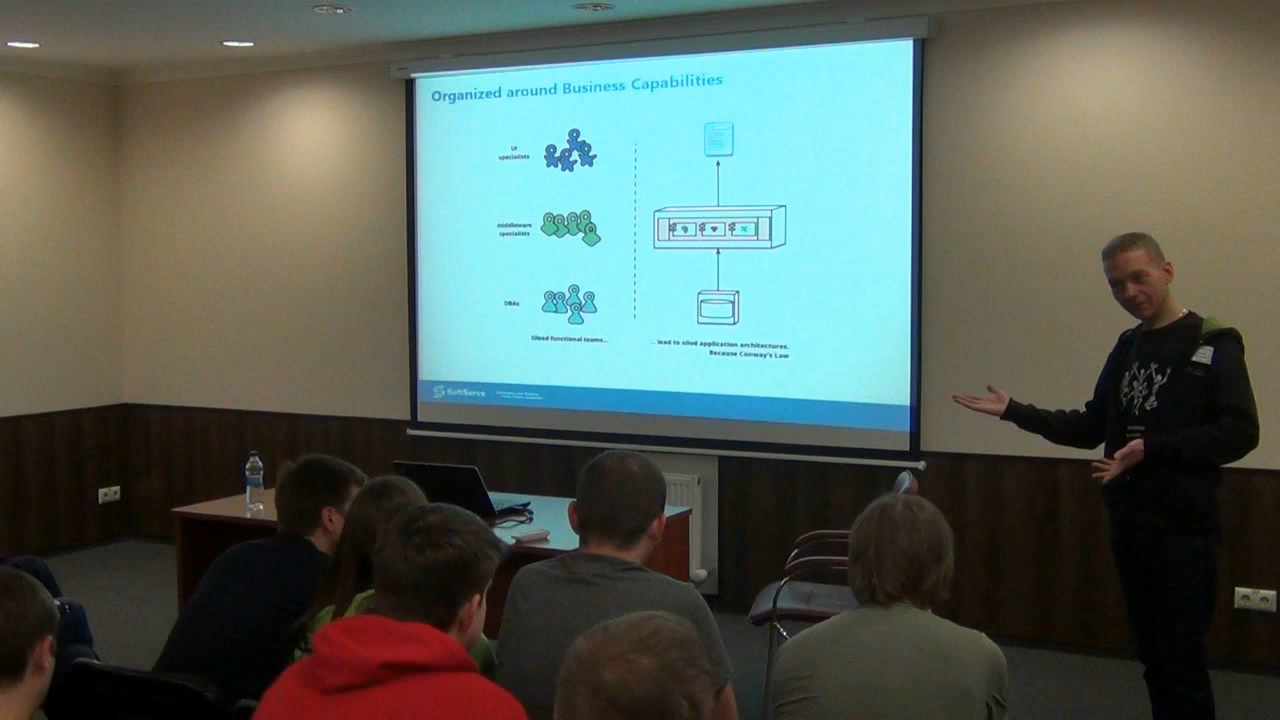 Organized around Business Capabilities
UI
specialists
middleware
specialists
DBAs
Siloed functional teams...
... lead to silod application architectures.
Because Conway's Law
SoftServe